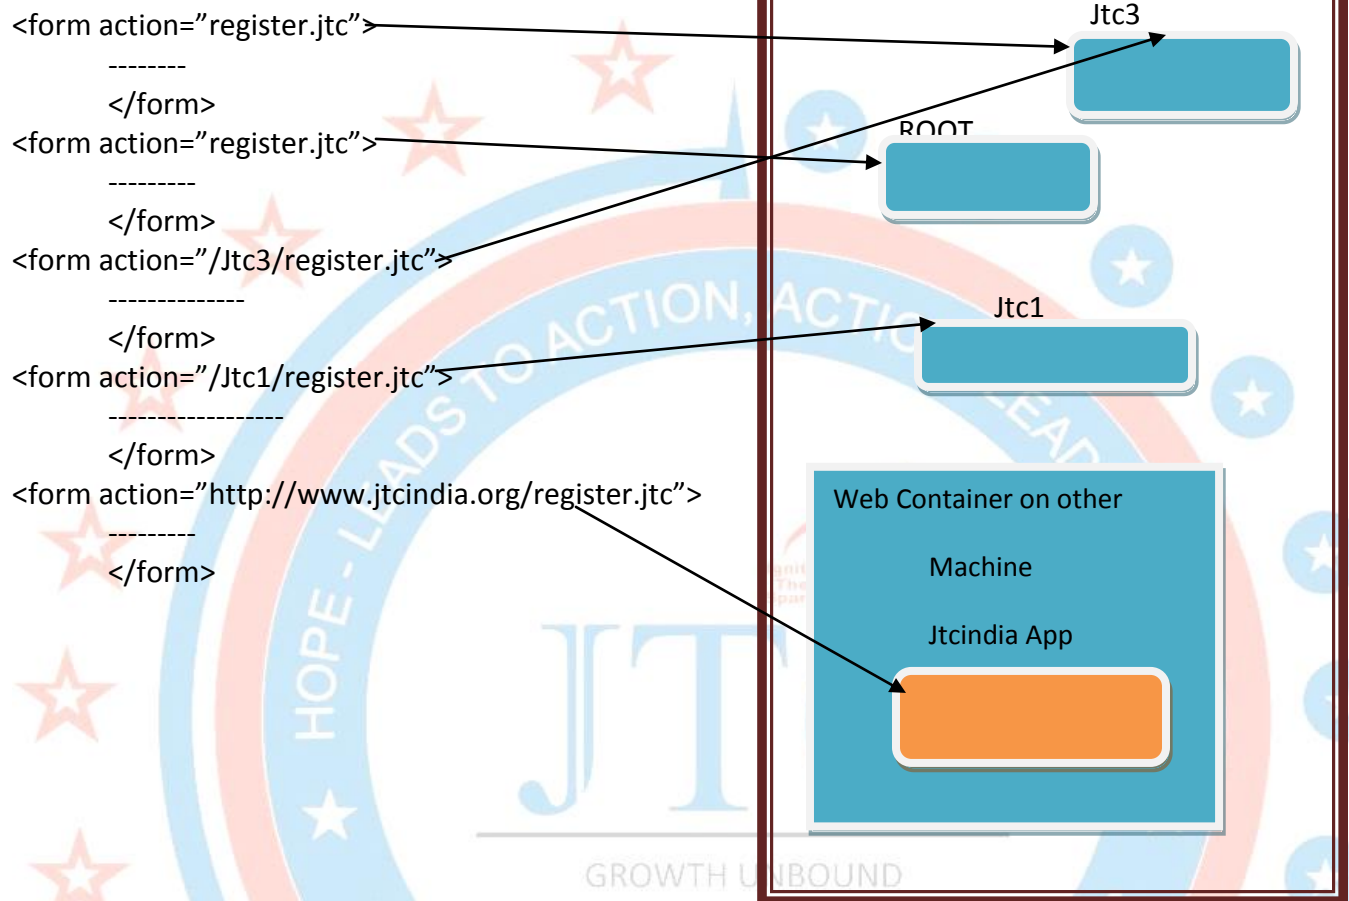 <form action=”register.jtc”>
--------
</form>
<form action=”register.jtc”>
---------
</form>
<form action=”/Jtc3/register.jtc”>
--------------
</form>
<form action=”/Jtc1/register.jtc”>
------------------
</form>
<form action=”http://www.jtcindia.org/register.jtc”>
---------
</form>
Jtc3
ROOT
Jtc1
Web Container on other
Machine
Jtcindia App
HOPE - LEADS TO ACTION, ACTION LEAD
JT
GROWTH UNBOUND